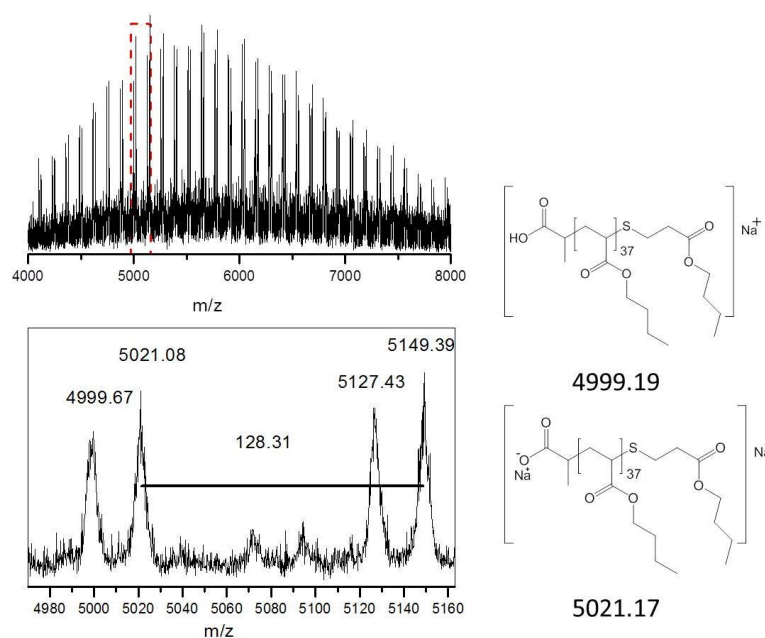 4000 5000 6000 7000 8000
m/z
5021.08
5149.39
4999.67
5127.43
128.31
4980 5000 5020 5040 5060 5080 5100 5120 5140 5160
m/z
O
HO
37
S
O
O
O
O
Na+
4999.19
O
-O
Na+
37
S
O
O
O
O
Na
5021.17